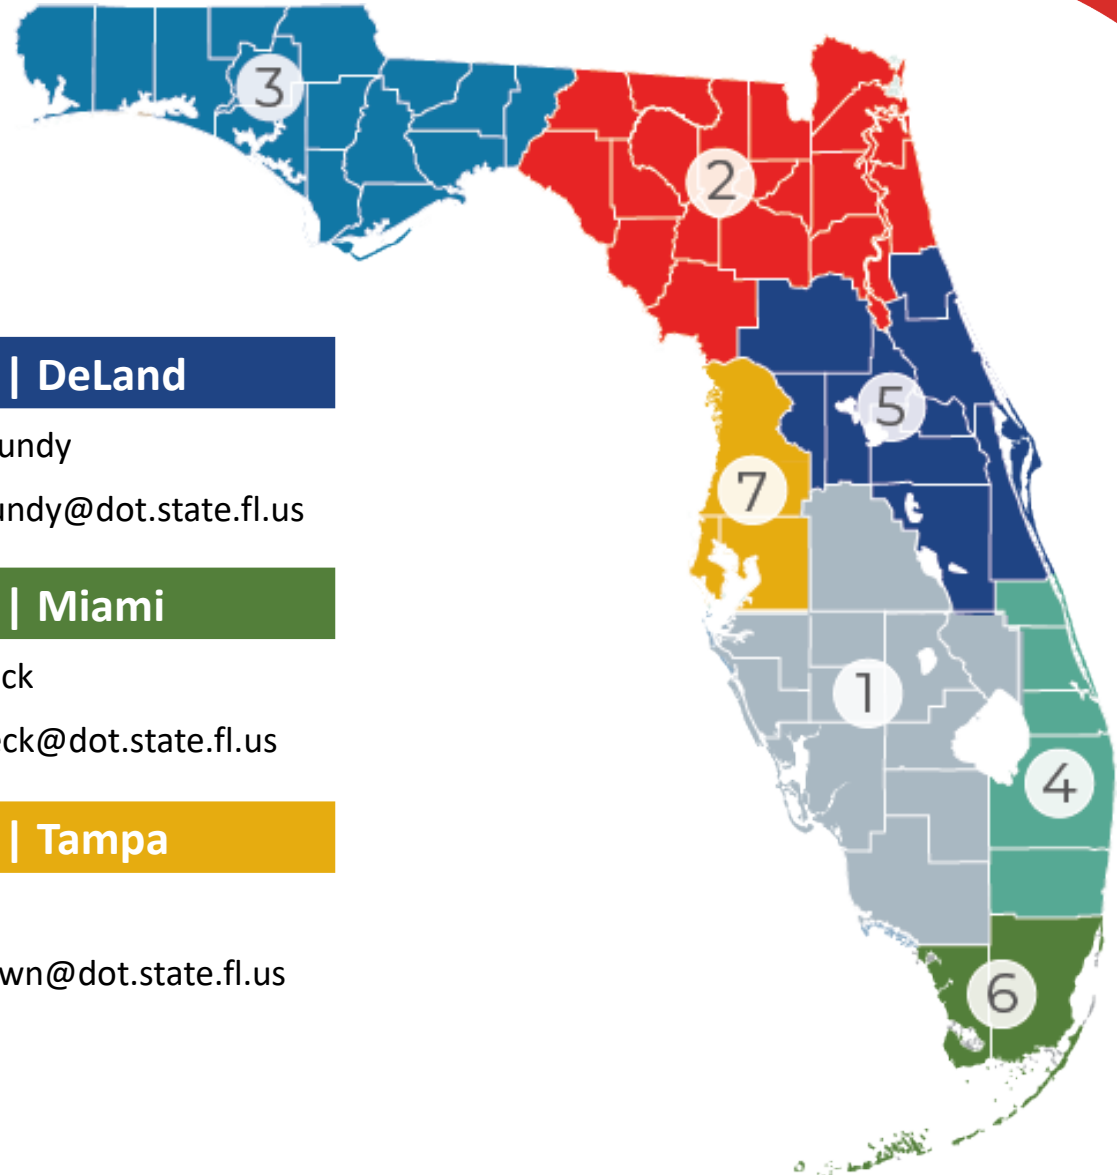 | DeLand
undy
undy@dot.state.fl.us
| Miami
ck
eck@dot.state.fl.us
| Tampa
wn@dot.state.fl.us
3
2
5
7
1
4
6